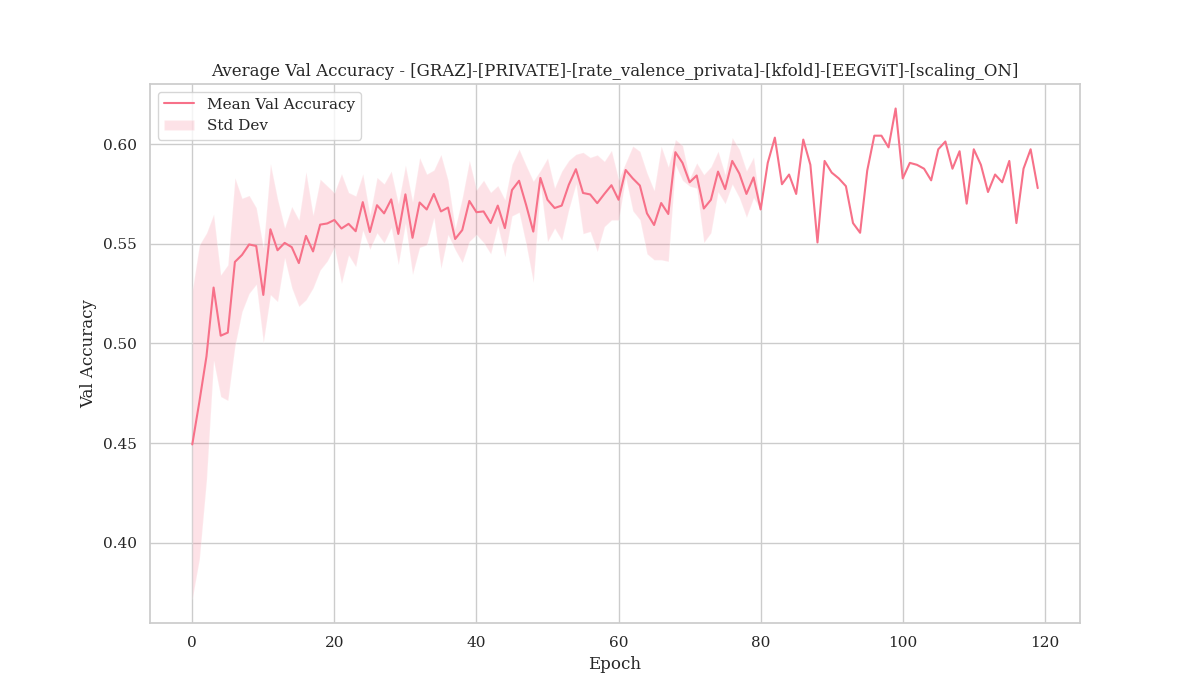 Average Val Accuracy - [GRAZ]-[PRIVATE]-[rate_valence_privata]-[kfold]-[EEGViT]-[scaling_ON]
Mean Val Accuracy
Std Dev
0.60
0.55
0.50
0.45
0.40
Val Accuracy
0 20 40 60 80 100 120
Epoch